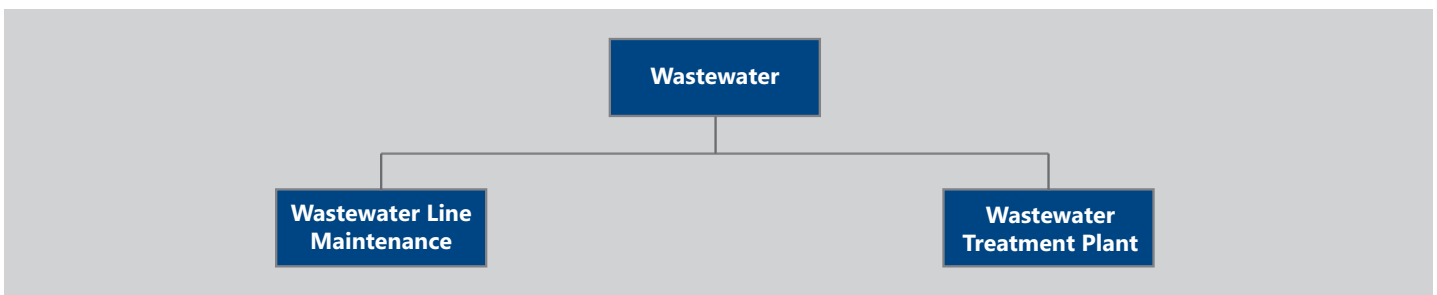 Wastewater
Wastewater Line
Maintenance
Wastewater
Treatment Plant